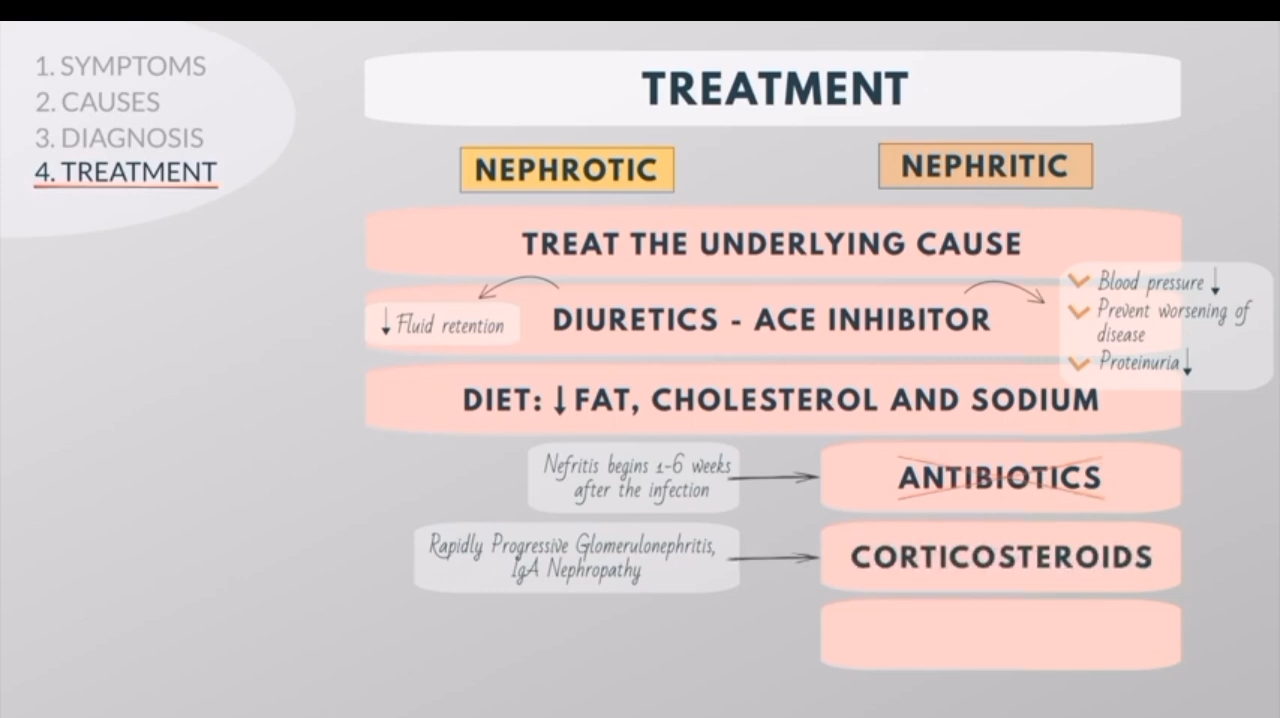 1. SYMPTOMS
2. CAUSES
3. DIAGNOSIS
4. TREATMENT
TREATMENT
NEPHROTIC
NEPHRITIC
TREAT THE UNDERLYING CAUSE
↓ Fluid retention
DIURETICS - ACE INHIBITOR
Blood pressure ↓
Prevent worsening of
disease
Proteinuria ↓
DIET: ↓ FAT, CHOLESTEROL AND SODIUM
Nefritis begins 1-6 weeks
after the infection
ANTIBIOTICS
Rapidly Progressive Glomerulonephritis,
IgA Nephropathy
CORTICOSTEROIDS